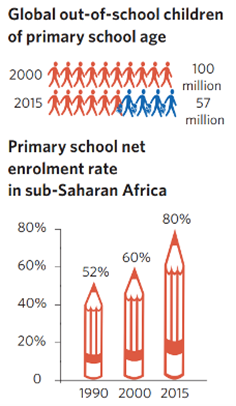 Global out-of-school children
of primary school age
2000 100
million
2015 57
million
Primary school net
enrolment rate
in sub-Saharan Africa
80%
80%
60%
60%
52%
40%
20%
0
1990 2000 2015